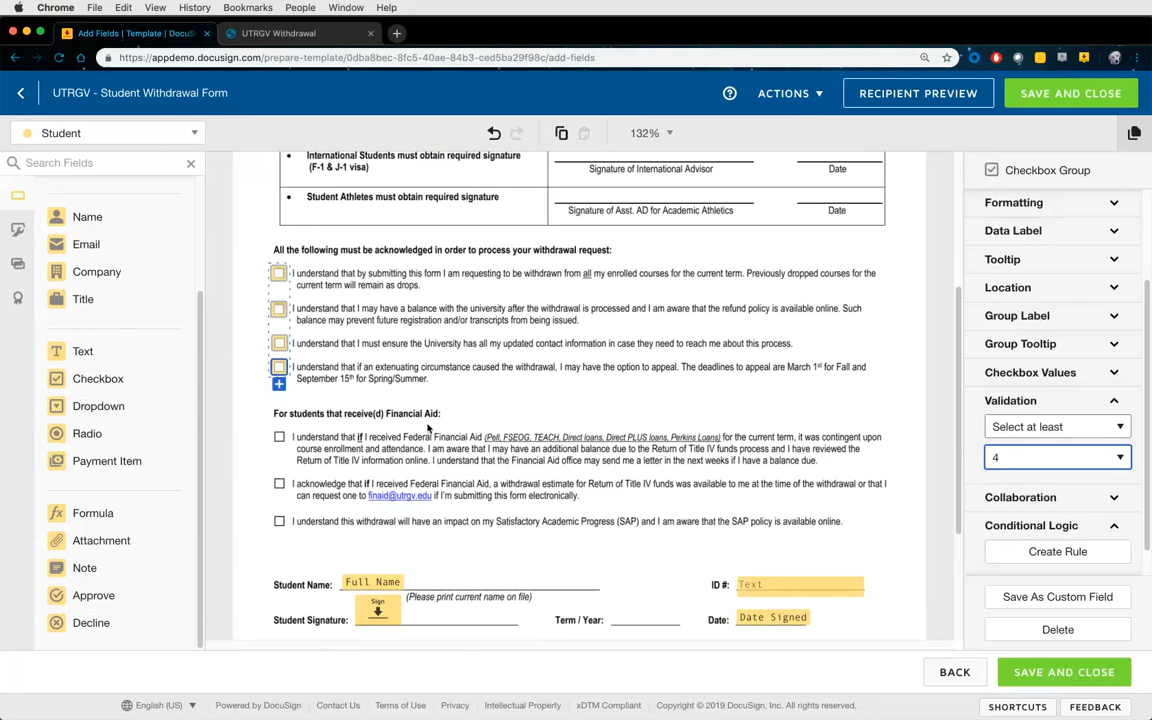 Chrome File Edit View History Bookmarks People Window Help
Add Fields | Template | DocuS × UTRGV Withdrawal × +
https://appdemo.docusign.com/prepare-template/0dba8bec-8fc5-40ae-84b3-ced5ba29f98c/add-fields
UTRGV - Student Withdrawal Form ACTIONS RECIPIENT PREVIEW SAVE AND CLOSE
Student 132%
Search Fields
Name
Email
Company
Title
Text
Checkbox
Dropdown
Radio
Payment Item
Formula
Attachment
Note
Approve
Decline
• International Students must obtain required signature
(F-1 & J-1 visa)
Signature of International Advisor Date
• Student Athletes must obtain required signature
Signature of Asst. AD for Academic Athletics Date
All the following must be acknowledged in order to process your withdrawal request:
I understand that by submitting this form I am requesting to be withdrawn from all my enrolled courses for the current term. Previously dropped courses for the
current term will remain as drops.
I understand that I may have a balance with the university after the withdrawal is processed and I am aware that the refund policy is available online. Such
balance may prevent future registration and/or transcripts from being issued.
I understand that I must ensure the University has all my updated contact information in case they need to reach me about this process.
I understand that if an extenuating circumstance caused the withdrawal, I may have the option to appeal. The deadlines to appeal are March 1st for Fall and
September 15th for Spring/Summer.
For students that receive(d) Financial Aid:
I understand that if I received Federal Financial Aid (Pell, FSEOG, TEACH, Direct loans, Direct PLUS loans, Perkins Loans) for the current term, it was contingent upon
course enrollment and attendance. I am aware that I may have an additional balance due to the Return of Title IV funds process and I have reviewed the
Return of Title IV information online. I understand that the Financial Aid office may send me a letter in the next weeks if I have a balance due.
I acknowledge that if I received Federal Financial Aid, a withdrawal estimate for Return of Title IV funds was available to me at the time of the withdrawal or that I
can request one to finaid@utrgv.edu if I'm submitting this form electronically.
I understand this withdrawal will have an impact on my Satisfactory Academic Progress (SAP) and I am aware that the SAP policy is available online.
Student Name: Full Name ID #: Text
(Please print current name on file)
Sign
Student Signature: Term / Year: Date: Date Signed
Checkbox Group
Formatting
Data Label
Tooltip
Location
Group Label
Group Tooltip
Checkbox Values
Validation
Select at least
4
Collaboration
Conditional Logic
Create Rule
Save As Custom Field
Delete
BACK SAVE AND CLOSE
English (US) Powered by DocuSign Contact Us Terms of Use Privacy Intellectual Property xDTM Compliant Copyright © 2019 DocuSign, Inc. All rights reserved. SHORTCUTS FEEDBACK